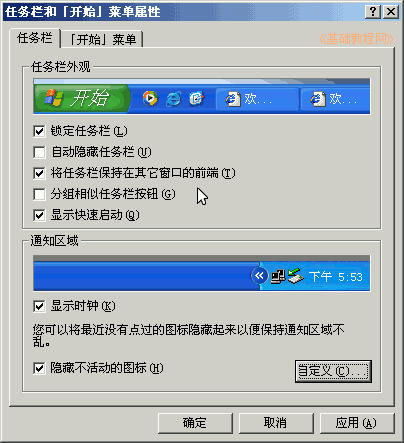 任务栏和「开始」菜单属性
任务栏
「开始」菜单
《基础教程网》
任务栏外观
开始
欢...
欢...
锁定任务栏(L)
自动隐藏任务栏(U)
将任务栏保持在其它窗口的前端(T)
分组相似任务栏按钮(G)
显示快速启动(Q)
通知区域
下午 5:53
显示时钟(K)
您可以将最近没有点过的图标隐藏起来以便保持通知区域不
乱。
隐藏不活动的图标(H)
自定义(C)...
确定
取消
应用(A)